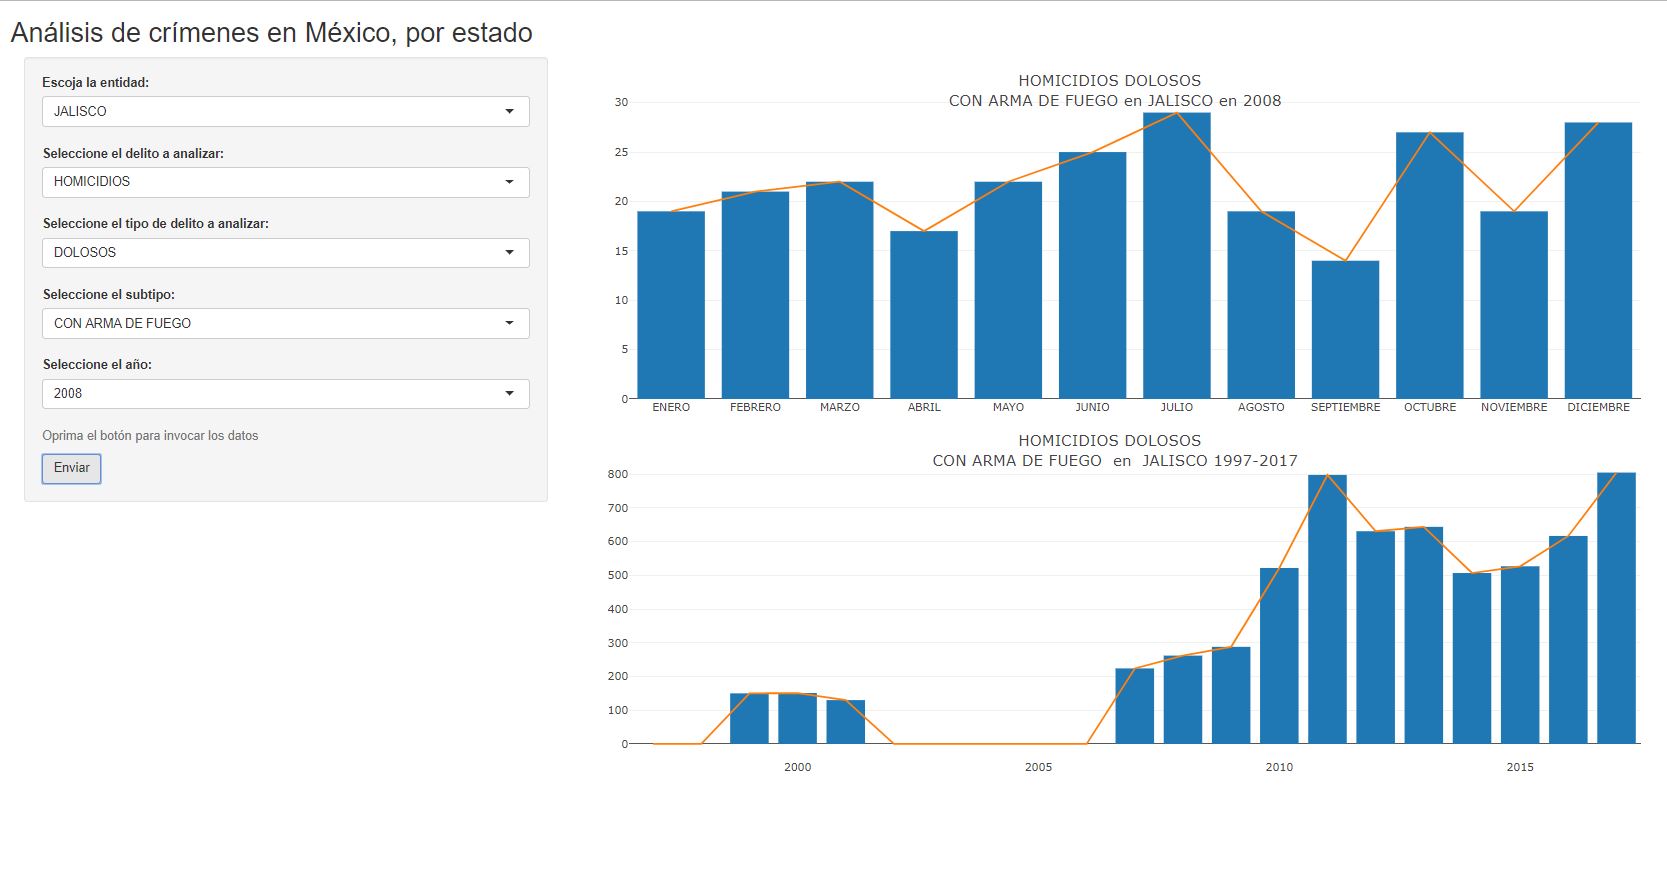 Análisis de crímenes en México, por estado
Escoja la entidad:
JALISCO
Seleccione el delito a analizar:
HOMICIDIOS
Seleccione el tipo de delito a analizar:
DOLOSOS
Seleccione el subtipo:
CON ARMA DE FUEGO
Seleccione el año:
2008
Oprima el botón para invocar los datos
Enviar
HOMICIDIOS DOLOSOS
CON ARMA DE FUEGO en JALISCO en 2008
30
25
20
15
10
5
0
ENERO FEBRERO MARZO ABRIL MAYO JUNIO JULIO AGOSTO SEPTIEMBRE OCTUBRE NOVIEMBRE DICIEMBRE
HOMICIDIOS DOLOSOS
CON ARMA DE FUEGO en JALISCO 1997-2017
800
700
600
500
400
300
200
100
0
2000 2005 2010 2015